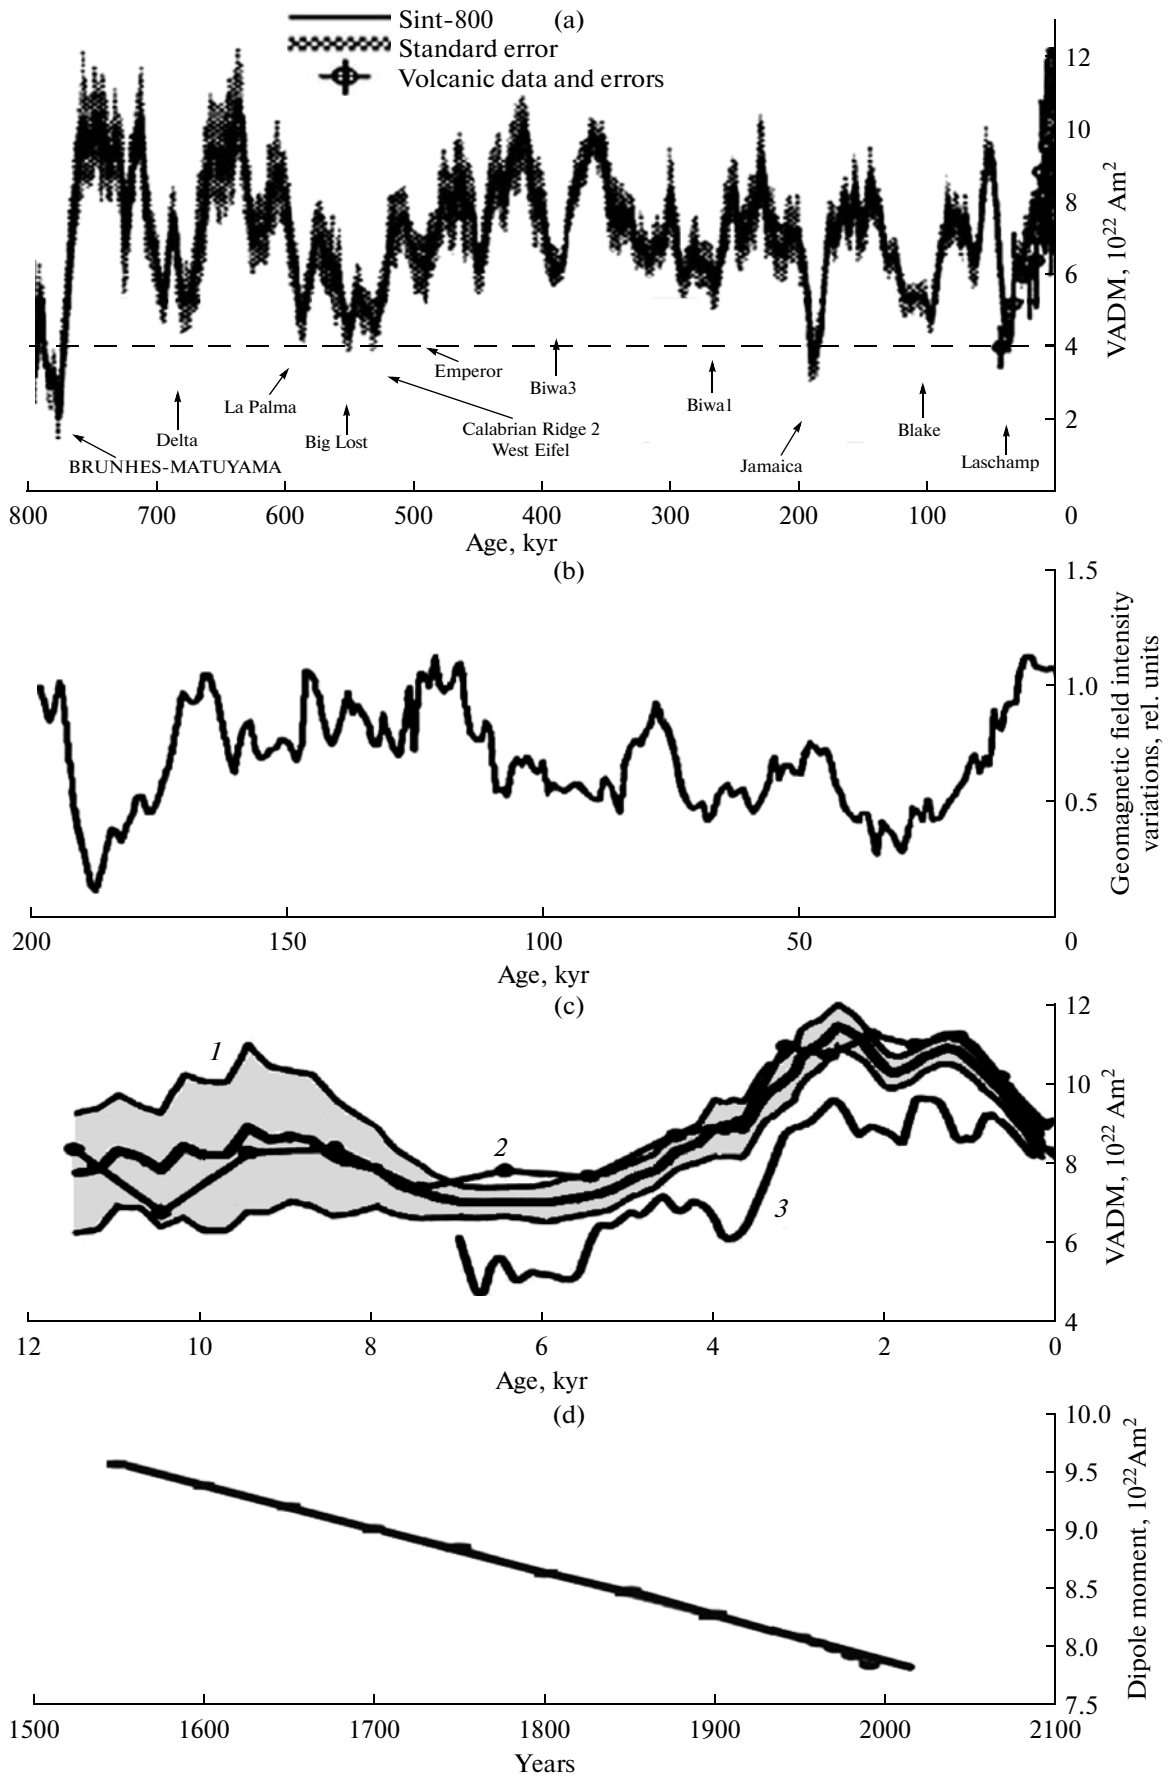 (a)
Sint-800
Standard error
Volcanic data and errors
12
10
8
6
4
2
VADM, 10²² Am²
Emperor
Biwa3
La Palma
Biwa1
Delta
Big Lost
Calabrian Ridge 2
West Eifel
Blake
BRUNHES-MATUYAMA
Jamaica
Laschamp
800 700 600 500 400 300 200 100 0
Age, kyr
(b)
1.5
1.0
0.5
Geomagnetic field intensity
variations, rel. units
200 150 100 50 0
Age, kyr
(c)
12
10
8
6
4
VADM, 10²² Am²
1
2
3
12 10 8 6 4 2 0
Age, kyr
(d)
10.0
9.5
9.0
8.5
8.0
7.5
Dipole moment, 10²²Am²
1500 1600 1700 1800 1900 2000 2100
Years